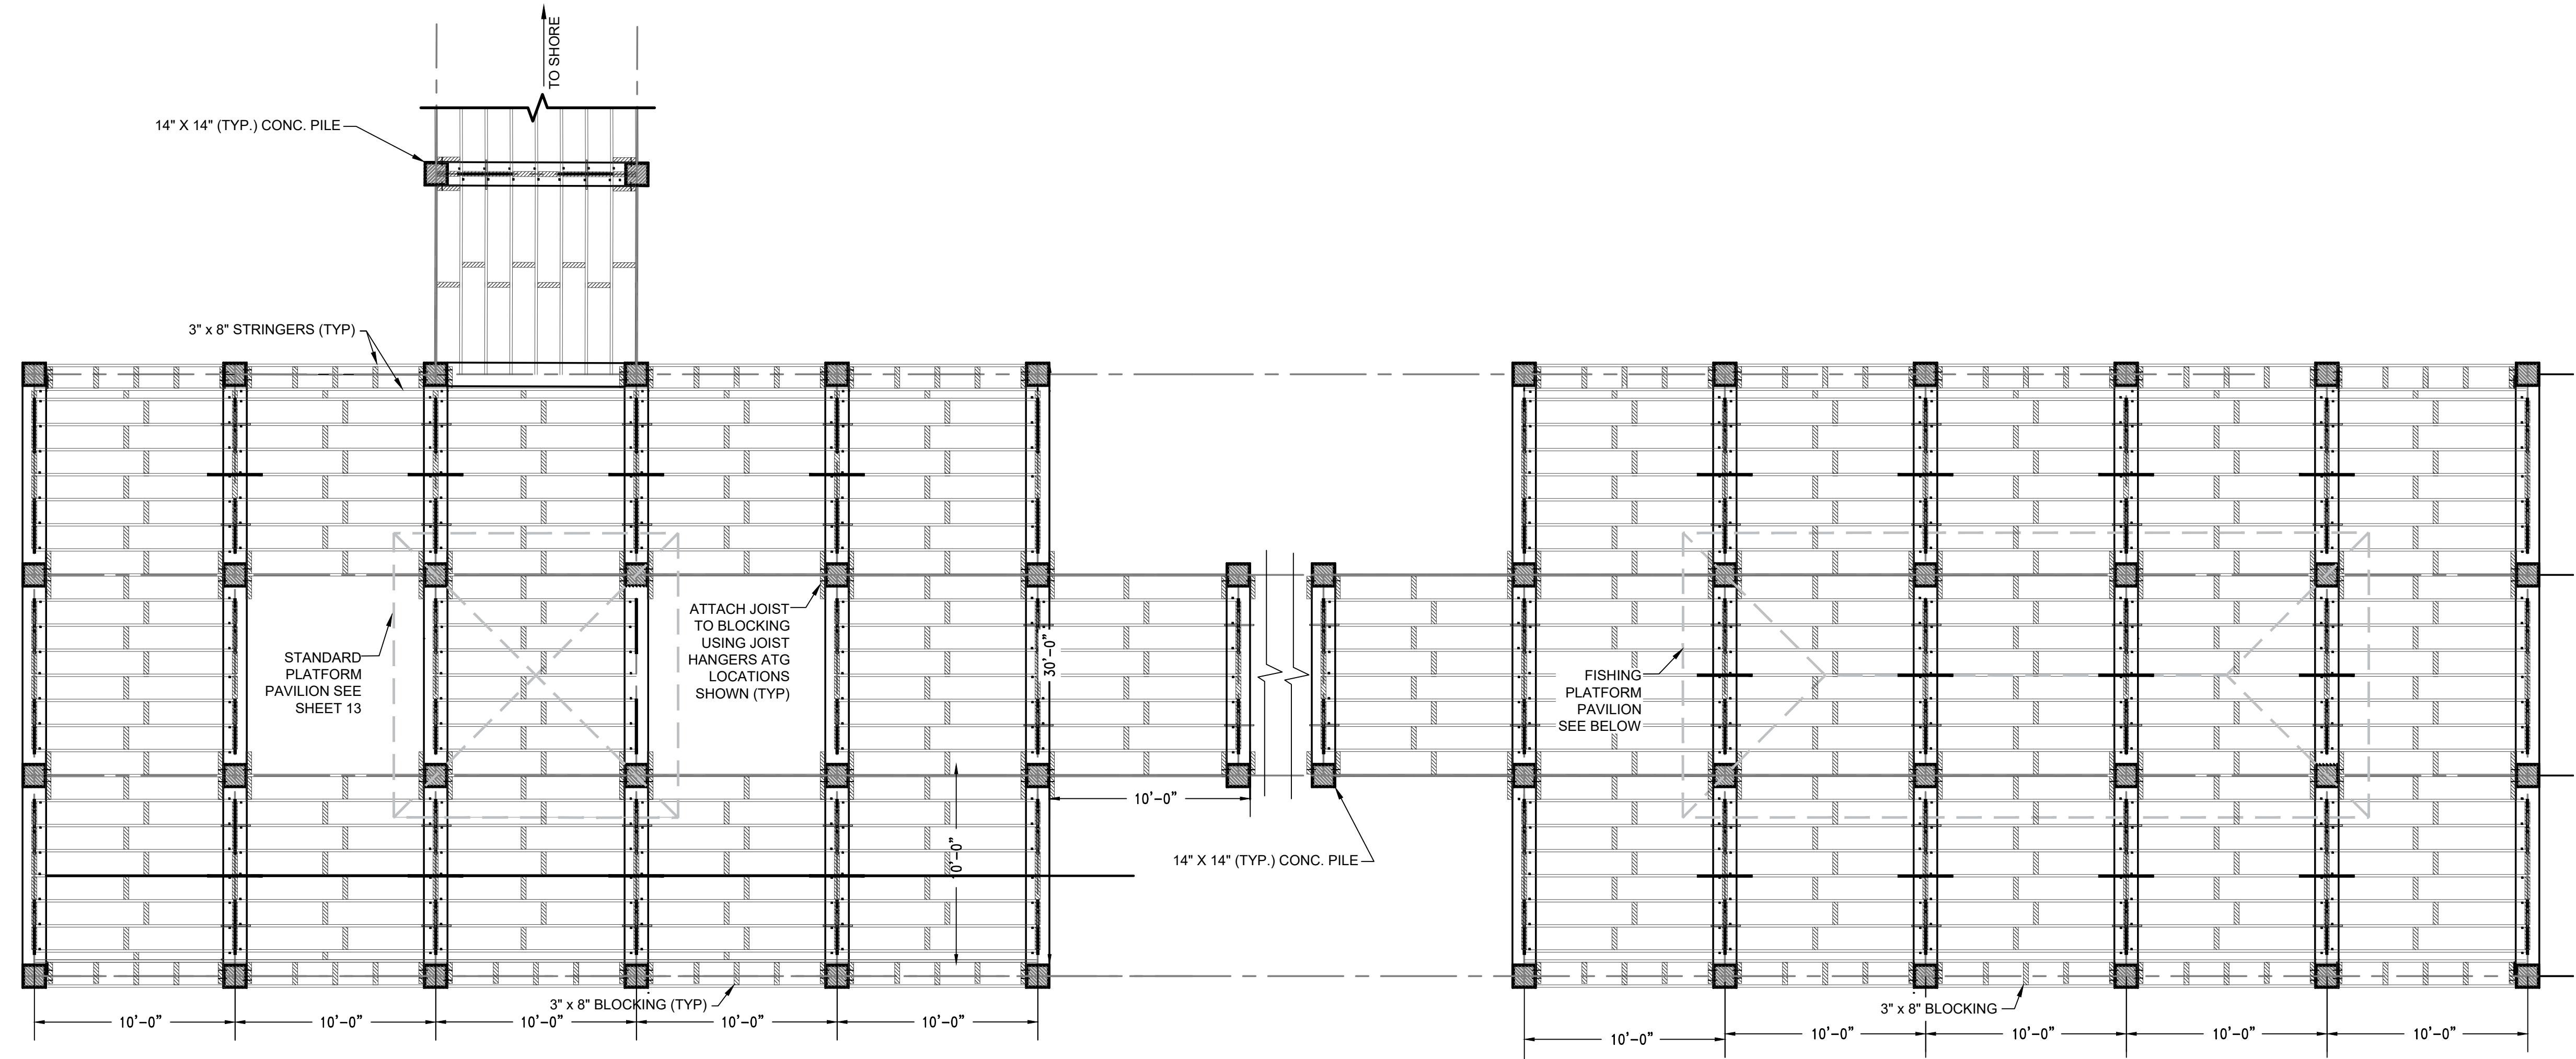 TO SHORE
14" X 14" (TYP.) CONC. PILE
3" x 8" STRINGERS (TYP)
STANDARD
PLATFORM
PAVILION SEE
SHEET 13
ATTACH JOIST
TO BLOCKING
USING JOIST
HANGERS ATG
LOCATIONS
SHOWN (TYP)
30'-0"
FISHING
PLATFORM
PAVILION
SEE BELOW
10'-0"
0'-0"
14" X 14" (TYP.) CONC. PILE
3" x 8" BLOCKING (TYP)
3" x 8" BLOCKING
10'-0"
10'-0"
10'-0"
10'-0"
10'-0"
10'-0"
10'-0"
10'-0"
10'-0"
10'-0"